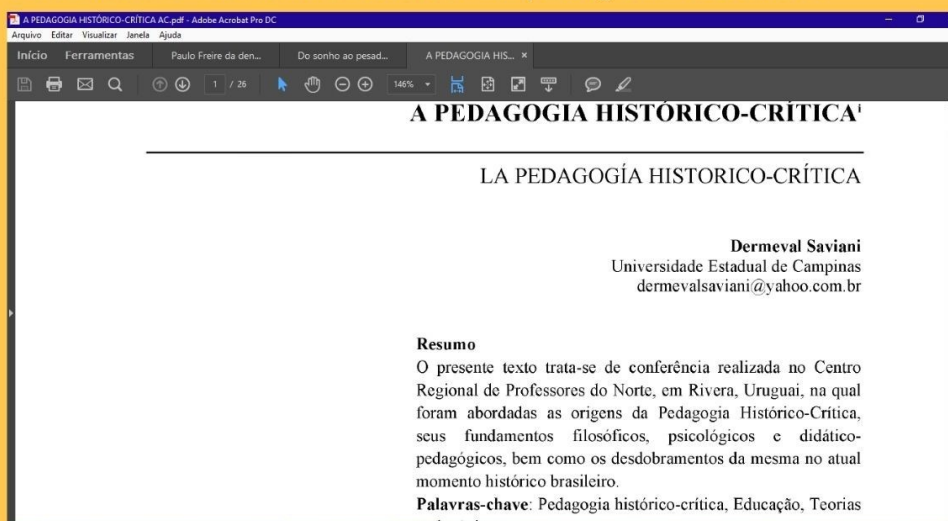 A PEDAGOGIA HISTÓRICO-CRÍTICA AC.pdf - Adobe Acrobat Pro DC
Arquivo Editar Visualizar Janela Ajuda
Início Ferramentas Paulo Freire da den... Do sonho ao pesad... A PEDAGOGIA HIS... ×
1 / 26 146%
A PEDAGOGIA HISTÓRICO-CRÍTICAⁱ
LA PEDAGOGÍA HISTORICO-CRÍTICA
Dermeval Saviani
Universidade Estadual de Campinas
dermevalsaviani@yahoo.com.br
Resumo
O presente texto trata-se de conferência realizada no Centro
Regional de Professores do Norte, em Rivera, Uruguai, na qual
foram abordadas as origens da Pedagogia Histórico-Crítica,
seus fundamentos filosóficos, psicológicos e didático-
pedagógicos, bem como os desdobramentos da mesma no atual
momento histórico brasileiro.
Palavras-chave: Pedagogia histórico-crítica, Educação, Teorias